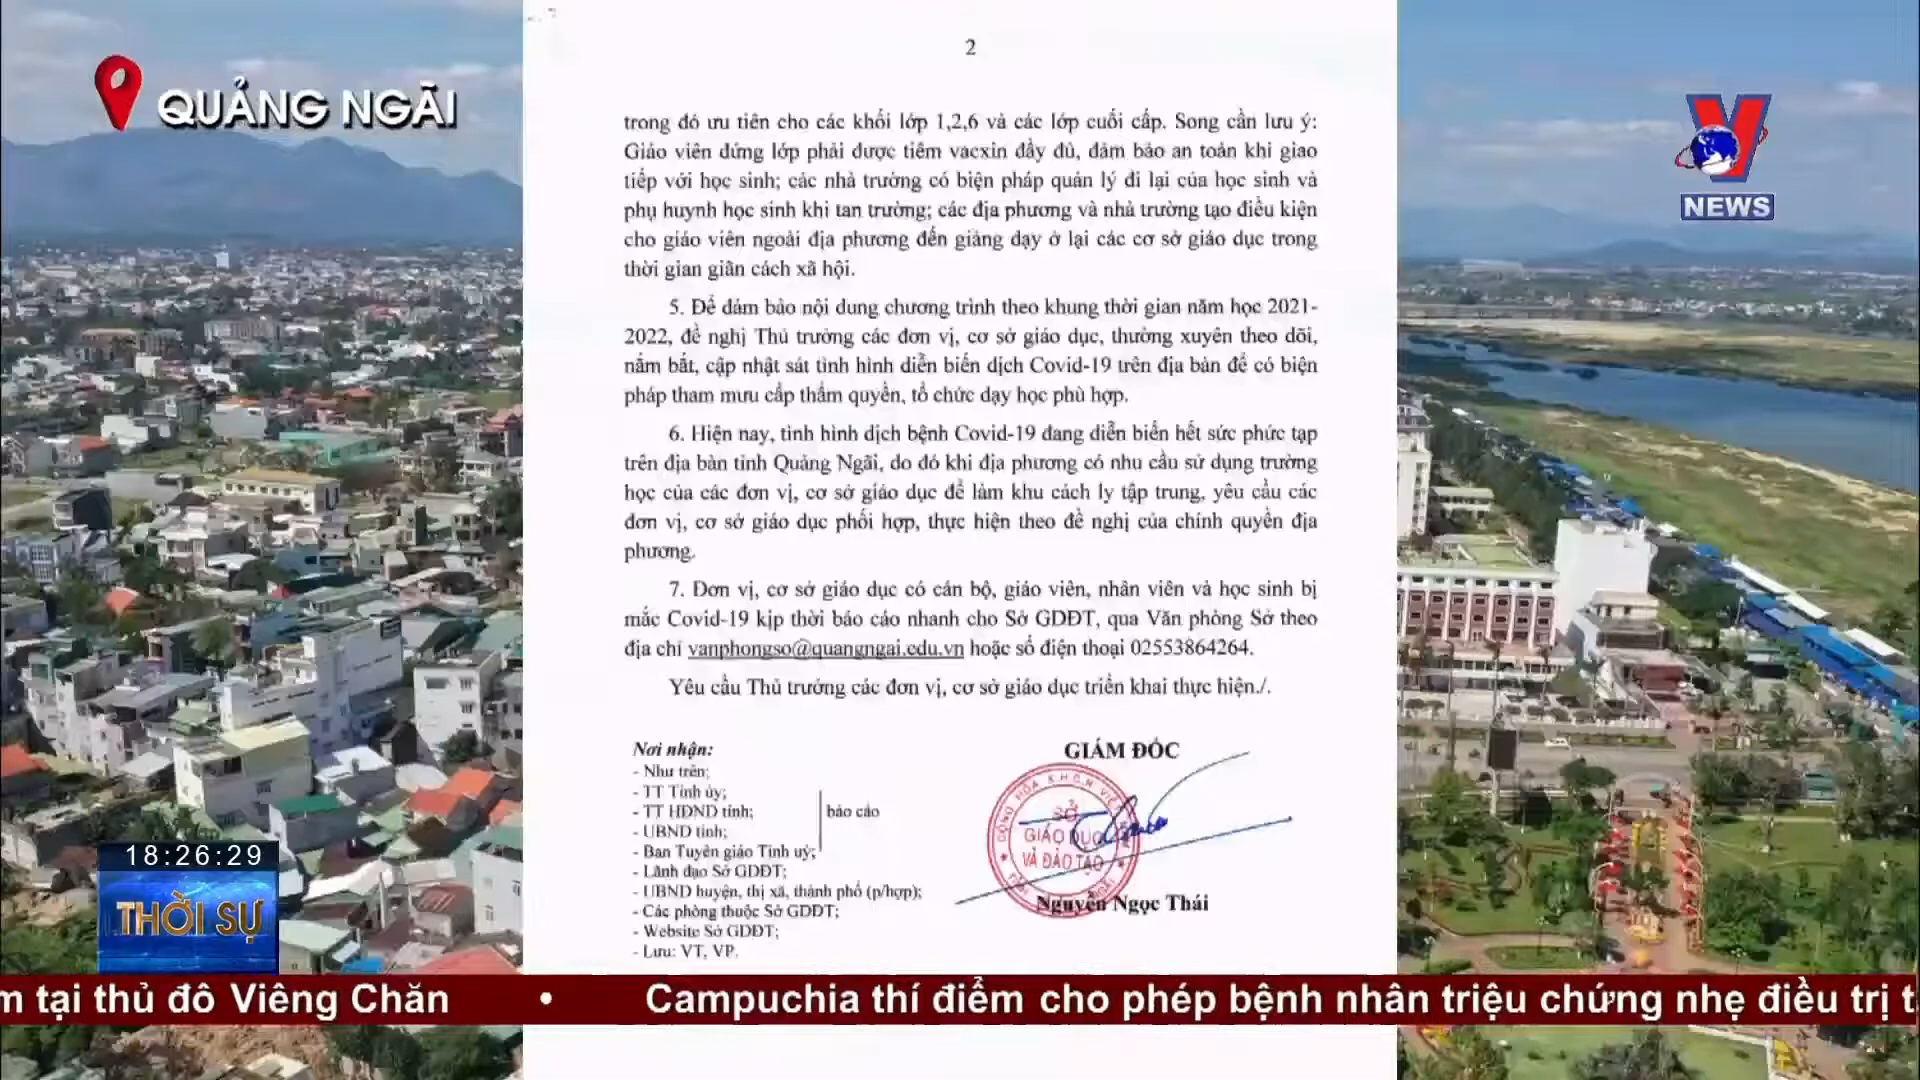 QUẢNG NGÃI
NEWS
2
trong đó ưu tiên cho các khối lớp 1,2,6 và các lớp cuối cấp. Song cần lưu ý:
Giáo viên đứng lớp phải được tiêm vacxin đầy đủ, đảm bảo an toàn khi giao
tiếp với học sinh; các nhà trường có biện pháp quản lý đi lại của học sinh và
phụ huynh học sinh khi tan trường; các địa phương và nhà trường tạo điều kiện
cho giáo viên ngoài địa phương đến giảng dạy ở lại các cơ sở giáo dục trong
thời gian giãn cách xã hội.
5. Để đảm bảo nội dung chương trình theo khung thời gian năm học 2021-
2022, đề nghị Thủ trưởng các đơn vị, cơ sở giáo dục, thường xuyên theo dõi,
nắm bắt, cập nhật sát tình hình diễn biến dịch Covid-19 trên địa bàn để có biện
pháp tham mưu cấp thẩm quyền, tổ chức dạy học phù hợp.
6. Hiện nay, tình hình dịch bệnh Covid-19 đang diễn biến hết sức phức tạp
trên địa bàn tỉnh Quảng Ngãi, do đó khi địa phương có nhu cầu sử dụng trường
học của các đơn vị, cơ sở giáo dục để làm khu cách ly tập trung, yêu cầu các
đơn vị, cơ sở giáo dục phối hợp, thực hiện theo đề nghị của chính quyền địa
phương.
7. Đơn vị, cơ sở giáo dục có cán bộ, giáo viên, nhân viên và học sinh bị
mắc Covid-19 kịp thời báo cáo nhanh cho Sở GDĐT, qua Văn phòng Sở theo
địa chỉ vanphongso@quangngai.edu.vn hoặc số điện thoại 02553864264.
Yêu cầu Thủ trưởng các đơn vị, cơ sở giáo dục triển khai thực hiện./.
Nơi nhận:
- Như trên;
- TT Tỉnh ủy;
- TT HĐND tỉnh;
- UBND tỉnh;
- Ban Tuyên giáo Tỉnh uỷ;
báo cáo
- Lãnh đạo Sở GDĐT;
- UBND huyện, thị xã, thành phố (p/hợp);
- Các phòng thuộc Sở GDĐT;
- Website Sở GDĐT;
- Lưu: VT, VP.
GIÁM ĐỐC
SỞ
GIÁO DỤC
VÀ ĐÀO TẠO
Nguyễn Ngọc Thái
18:26:29
THỜI SỰ
m tại thủ đô Viêng Chăn • Campuchia thí điểm cho phép bệnh nhân triệu chứng nhẹ điều trị t